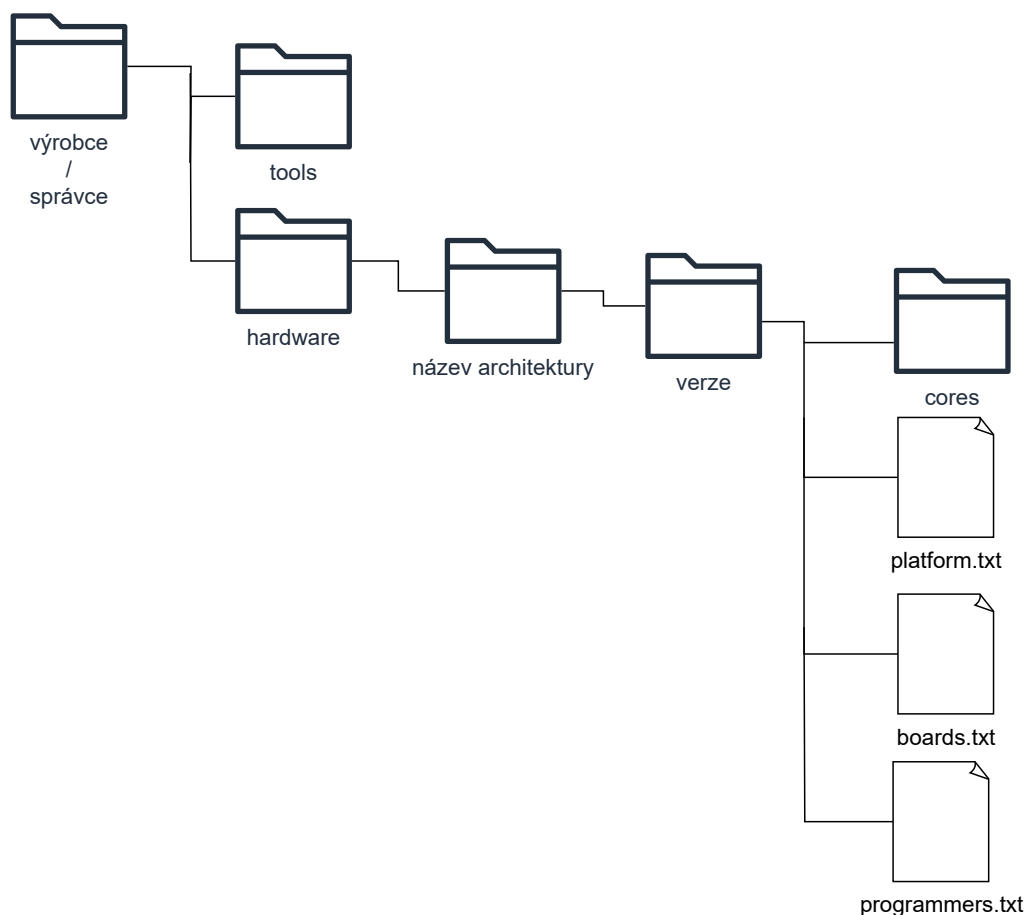 výrobce
/
správce
tools
hardware
název architektury
verze
cores
platform.txt
boards.txt
programmers.txt